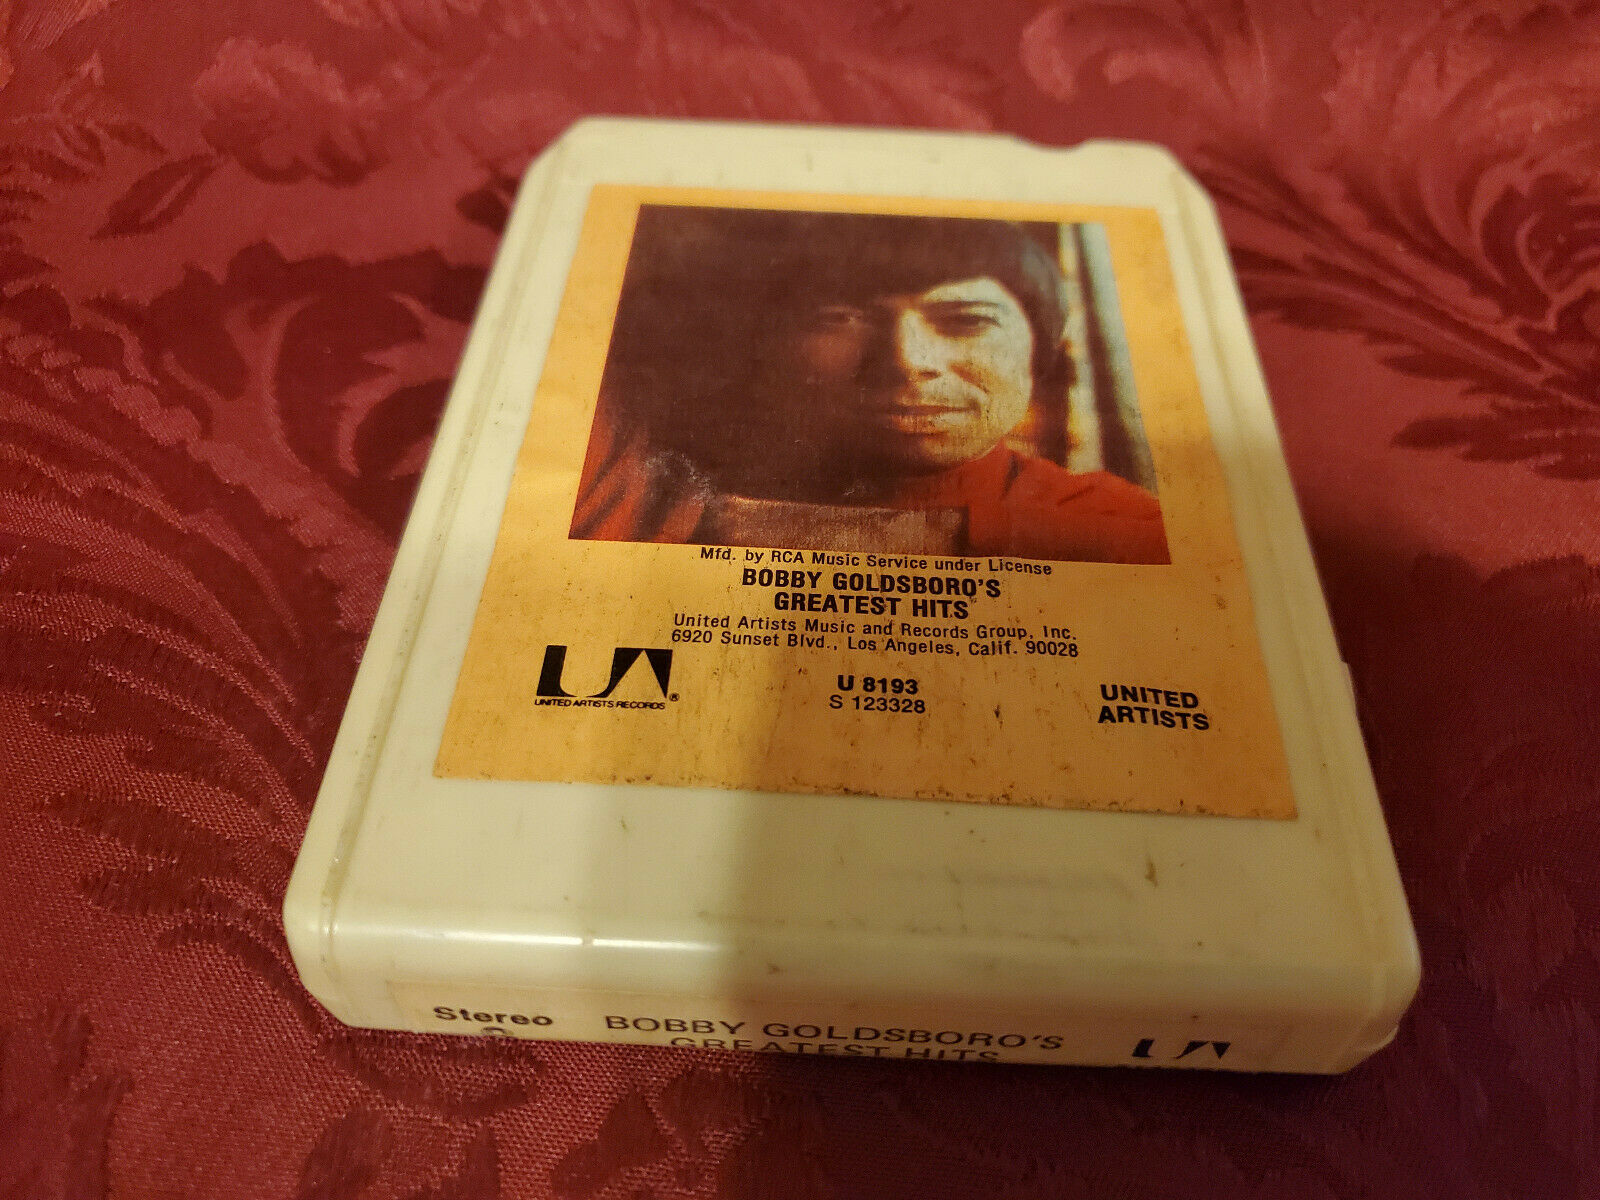 Mfd. by RCA Music Service under License
BOBBY GOLDSBORO'S
GREATEST HITS
United Artists Music and Records Group, Inc.
6920 Sunset Blvd., Los Angeles, Calif. 90028
UA
UNITED ARTISTS RECORDS ®
U 8193
S 123328
UNITED
ARTISTS
Stereo
BOBBY GOLDSBORO'S
GREATEST HITS
UA